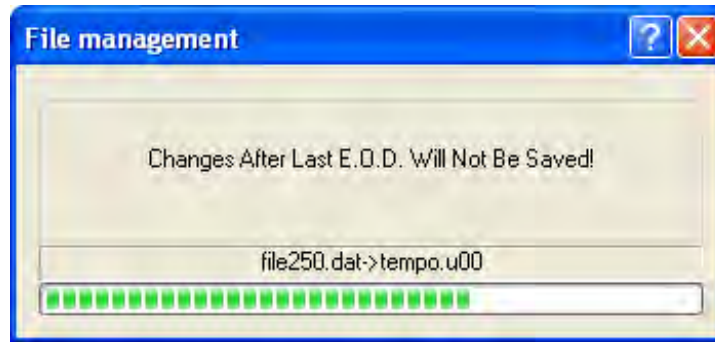 File management
Changes After Last E.O.D. Will Not Be Saved!
file250.dat->tempo.u00